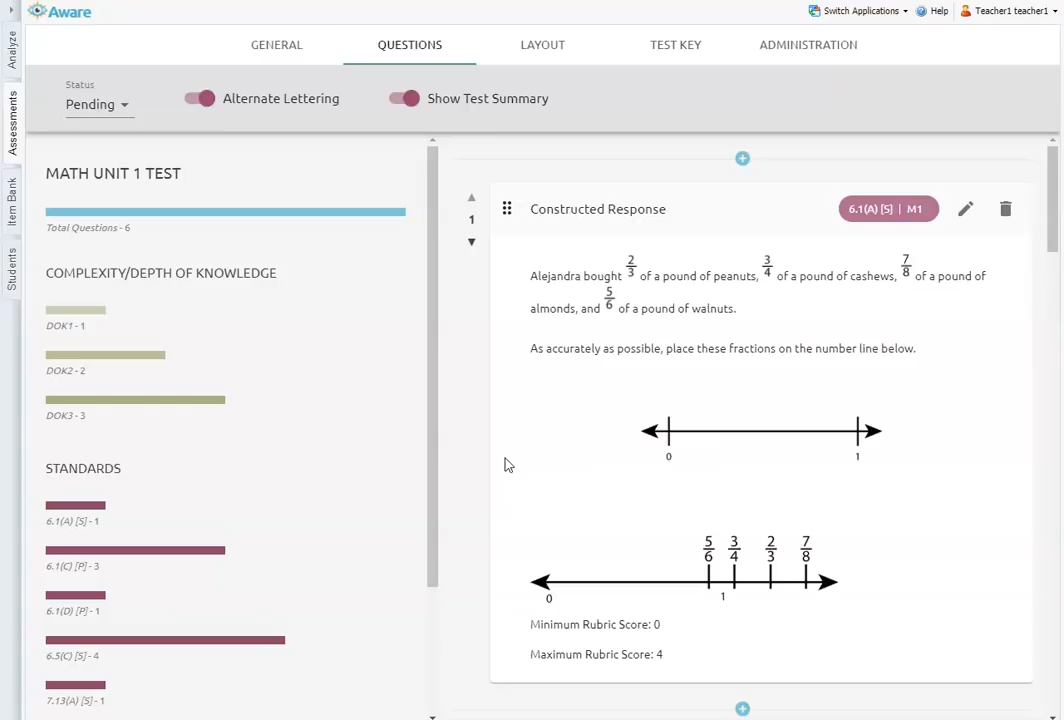 Aware
Switch Applications
Help
Teacher1 teacher1
Analyze
Assessments
Item Bank
Students
GENERAL
QUESTIONS
LAYOUT
TEST KEY
ADMINISTRATION
Status
Pending
Alternate Lettering
Show Test Summary
MATH UNIT 1 TEST
Total Questions - 6
COMPLEXITY/DEPTH OF KNOWLEDGE
DOK1 - 1
DOK2 - 2
DOK3 - 3
STANDARDS
6.1(A) [S] - 1
6.1(C) [P] - 3
6.1(D) [P] - 1
6.5(C) [S] - 4
7.13(A) [S] - 1
1
Constructed Response
6.1(A) [S] | M1
Alejandra bought 2/3 of a pound of peanuts, 3/4 of a pound of cashews, 7/8 of a pound of
almonds, and 5/6 of a pound of walnuts.
As accurately as possible, place these fractions on the number line below.
0 1
5/6 3/4 2/3 7/8
0 1
Minimum Rubric Score: 0
Maximum Rubric Score: 4